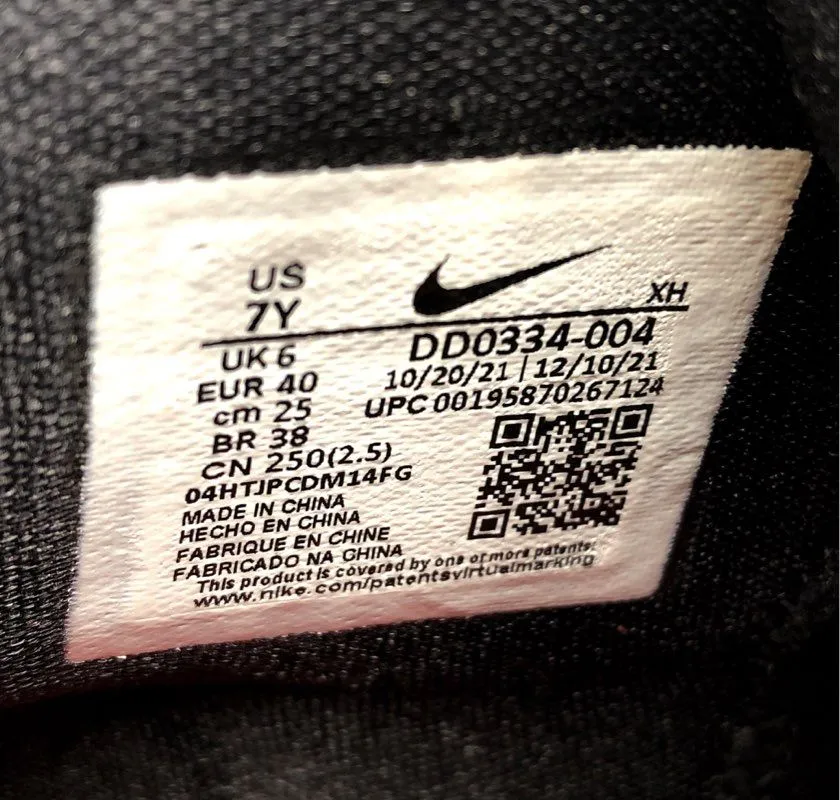 US
7Y
XH
UK 6
EUR 40
cm 25
BR 38
CN 250(2.5)
DD0334-004
10/20/21 | 12/10/21
UPC 00195870267124
04HTJPCDM14FG
MADE IN CHINA
HECHO EN CHINA
FABRIQUE EN CHINE
FABRICADO NA CHINA
This product is covered by one or more patents:
www.nike.com/patentsvirtualmarking